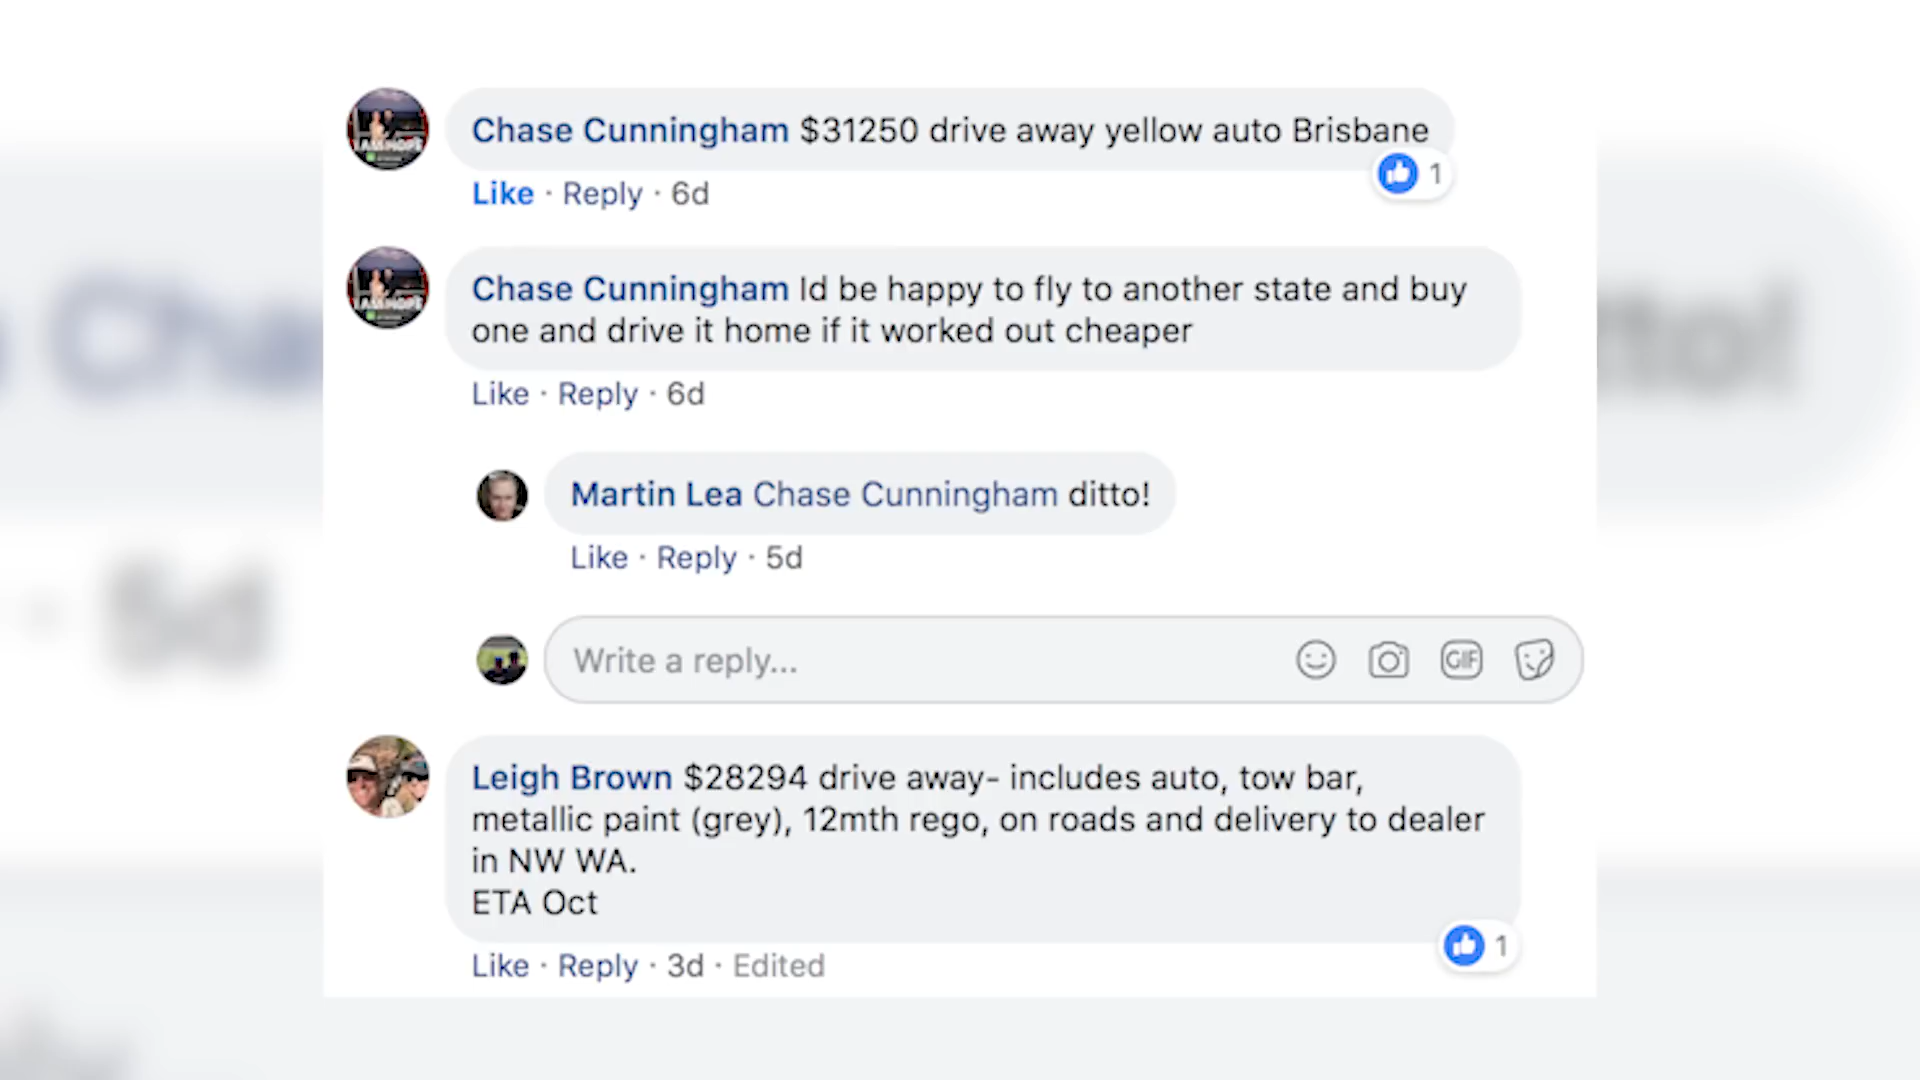 Chase Cunningham $31250 drive away yellow auto Brisbane
1
Like · Reply · 6d
Chase Cunningham Id be happy to fly to another state and buy
one and drive it home if it worked out cheaper
Like · Reply · 6d
Martin Lea Chase Cunningham ditto!
Like · Reply · 5d
Write a reply...
GIF
Leigh Brown $28294 drive away- includes auto, tow bar,
metallic paint (grey), 12mth rego, on roads and delivery to dealer
in NW WA.
ETA Oct
1
Like · Reply · 3d · Edited